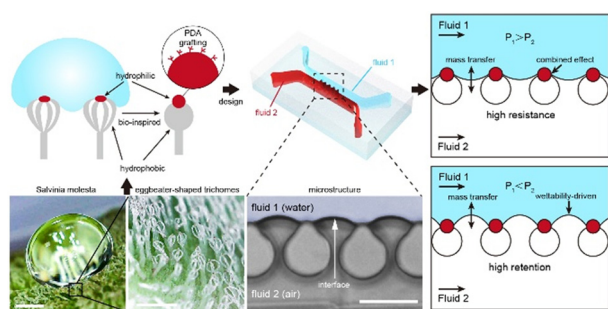 PDA
grafting
hydrophilic
bio-inspired
hydrophobic
design
fluid 1
fluid 2
Fluid 1
P1>P2
mass transfer
combined effect
high resistance
Fluid 2
Salvinia molesta
eggbeater-shaped trichomes
microstructure
fluid 1 (water)
interface
fluid 2 (air)
Fluid 1
P1<P2
mass transfer
wettability-driven
high retention
Fluid 2